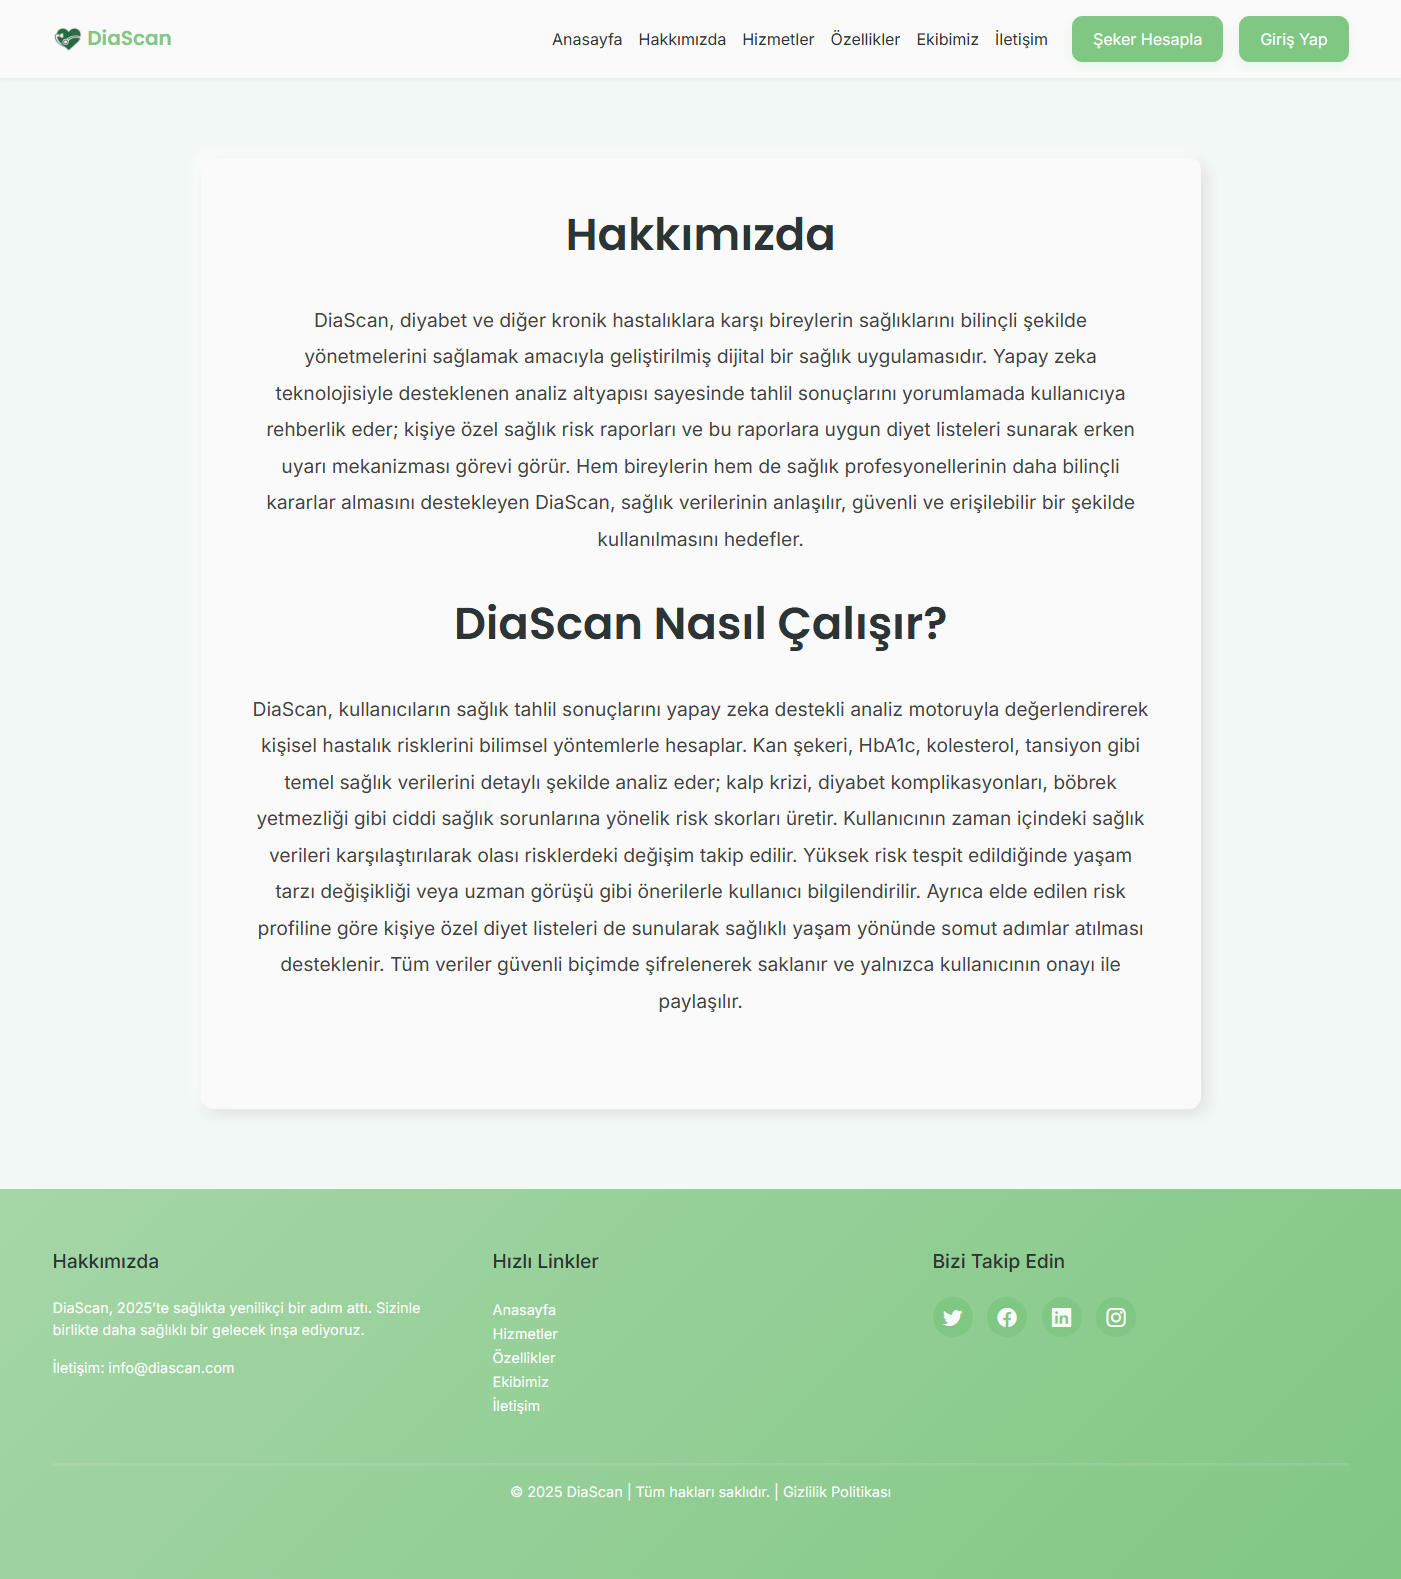 DiaScan
Anasayfa Hakkımızda Hizmetler Özellikler Ekibimiz İletişim Şeker Hesapla Giriş Yap
Hakkımızda
DiaScan, diyabet ve diğer kronik hastalıklara karşı bireylerin sağlıklarını bilinçli şekilde
yönetmelerini sağlamak amacıyla geliştirilmiş dijital bir sağlık uygulamasıdır. Yapay zeka
teknolojisiyle desteklenen analiz altyapısı sayesinde tahlil sonuçlarını yorumlamada kullanıcıya
rehberlik eder; kişiye özel sağlık risk raporları ve bu raporlara uygun diyet listeleri sunarak erken
uyarı mekanizması görevi görür. Hem bireylerin hem de sağlık profesyonellerinin daha bilinçli
kararlar almasını destekleyen DiaScan, sağlık verilerinin anlaşılır, güvenli ve erişilebilir bir şekilde
kullanılmasını hedefler.
DiaScan Nasıl Çalışır?
DiaScan, kullanıcıların sağlık tahlil sonuçlarını yapay zeka destekli analiz motoruyla değerlendirerek
kişisel hastalık risklerini bilimsel yöntemlerle hesaplar. Kan şekeri, HbA1c, kolesterol, tansiyon gibi
temel sağlık verilerini detaylı şekilde analiz eder; kalp krizi, diyabet komplikasyonları, böbrek
yetmezliği gibi ciddi sağlık sorunlarına yönelik risk skorları üretir. Kullanıcının zaman içindeki sağlık
verileri karşılaştırılarak olası risklerdeki değişim takip edilir. Yüksek risk tespit edildiğinde yaşam
tarzı değişikliği veya uzman görüşü gibi önerilerle kullanıcı bilgilendirilir. Ayrıca elde edilen risk
profiline göre kişiye özel diyet listeleri de sunularak sağlıklı yaşam yönünde somut adımlar atılması
desteklenir. Tüm veriler güvenli biçimde şifrelenerek saklanır ve yalnızca kullanıcının onayı ile
paylaşılır.
Hakkımızda
DiaScan, 2025'te sağlıkta yenilikçi bir adım attı. Sizinle
birlikte daha sağlıklı bir gelecek inşa ediyoruz.
İletişim: info@diascan.com
Hızlı Linkler
Anasayfa
Hizmetler
Özellikler
Ekibimiz
İletişim
Bizi Takip Edin
© 2025 DiaScan | Tüm hakları saklıdır. | Gizlilik Politikası